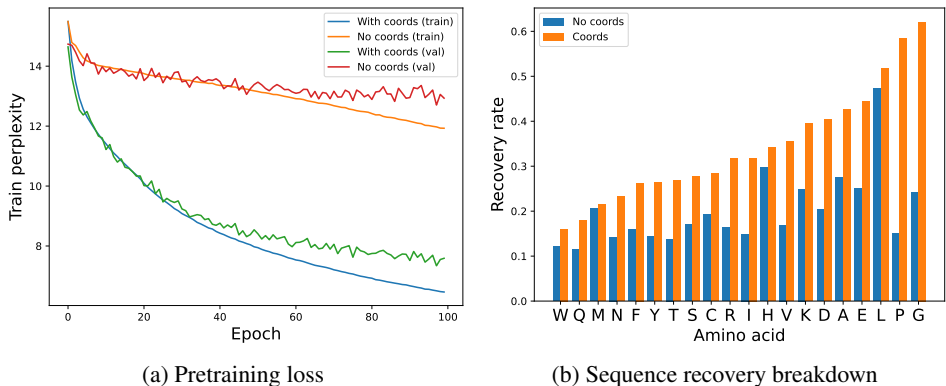 With coords (train)
No coords (train)
With coords (val)
No coords (val)
Train perplexity
14
12
10
8
0
20
40
60
80
100
Epoch
(a) Pretraining loss
No coords
Coords
Recovery rate
0.6
0.5
0.4
0.3
0.2
0.1
0.0
W Q M N F Y T S C R I H V K D A E L P G
Amino acid
(b) Sequence recovery breakdown